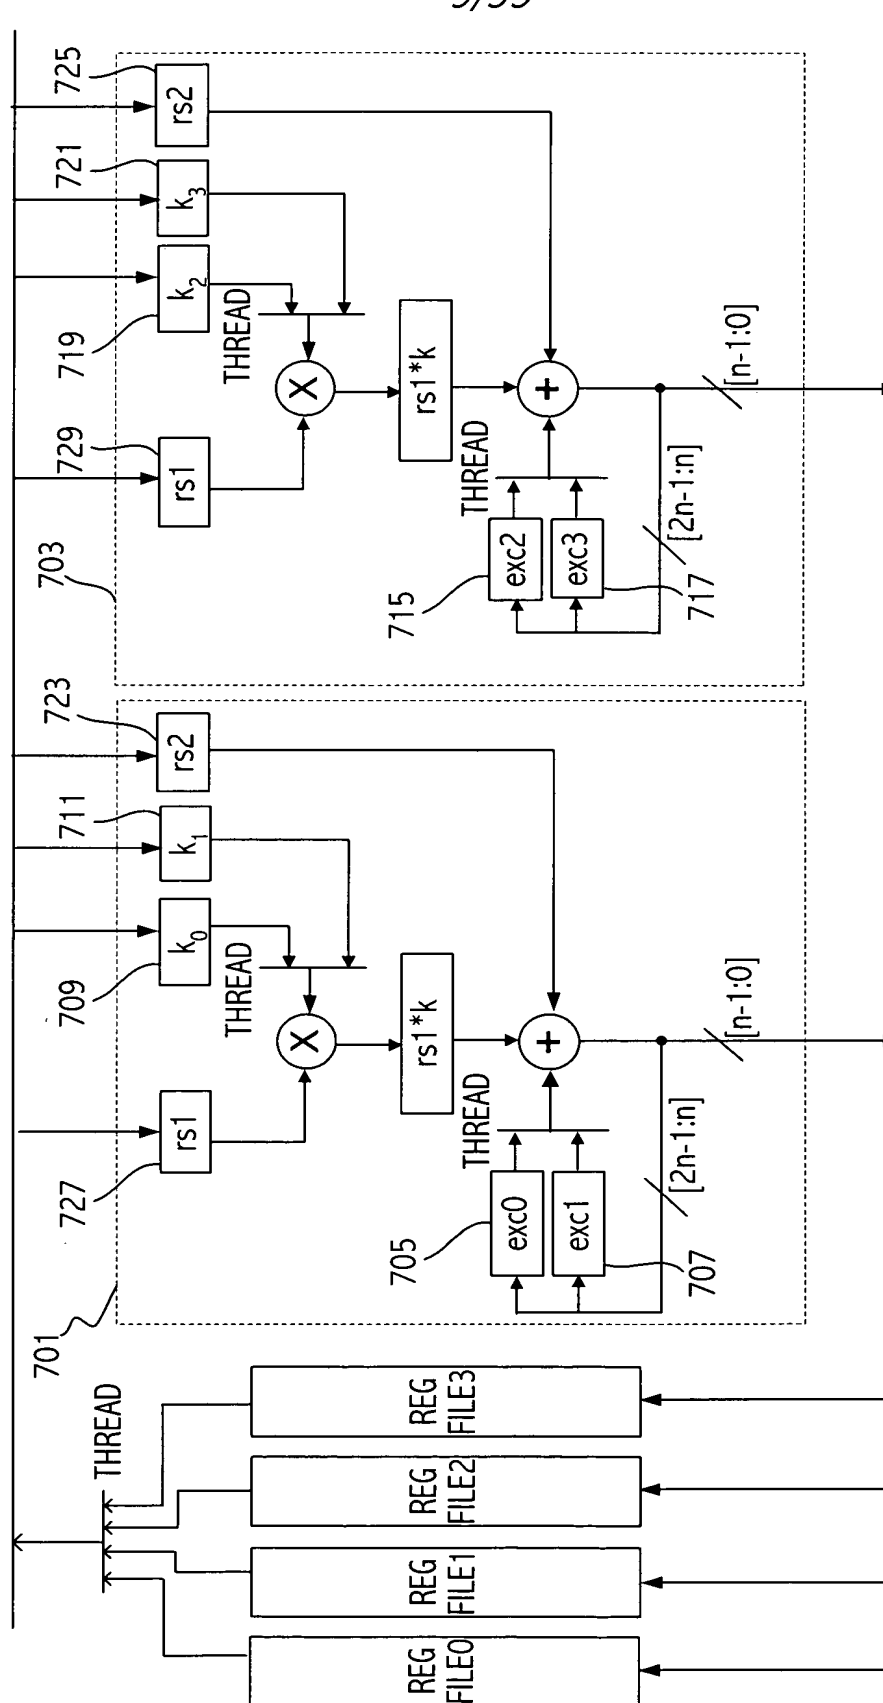 725
rs2
721
k3
k2
719
THREAD
X
rs1*k
+
[n-1:0]
729
rs1
THREAD
exc2
exc3
[2n-1:n]
715
717
703
723
rs2
711
k1
k0
709
THREAD
X
rs1*k
+
[n-1:0]
727
rs1
THREAD
exc0
exc1
[2n-1:n]
705
707
701
THREAD
REG
FILE3
REG
FILE2
REG
FILE1
REG
FILE0